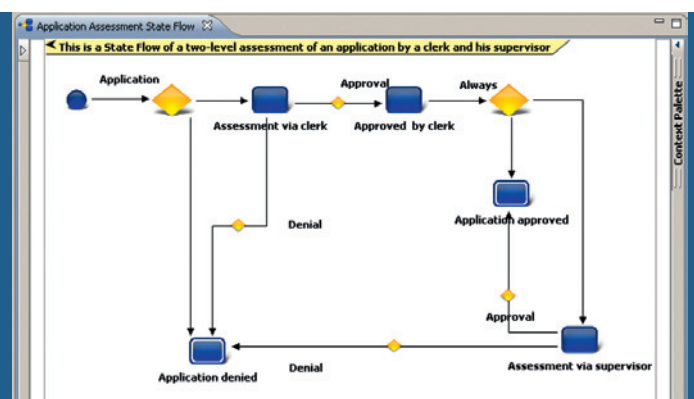 Application Assessment State Flow
This is a State Flow of a two-level assessment of an application by a clerk and his supervisor
Application
Approval
Always
Assessment via clerk
Approved by clerk
Context Palette
Denial
Application approved
Approval
Application denied
Denial
Assessment via supervisor